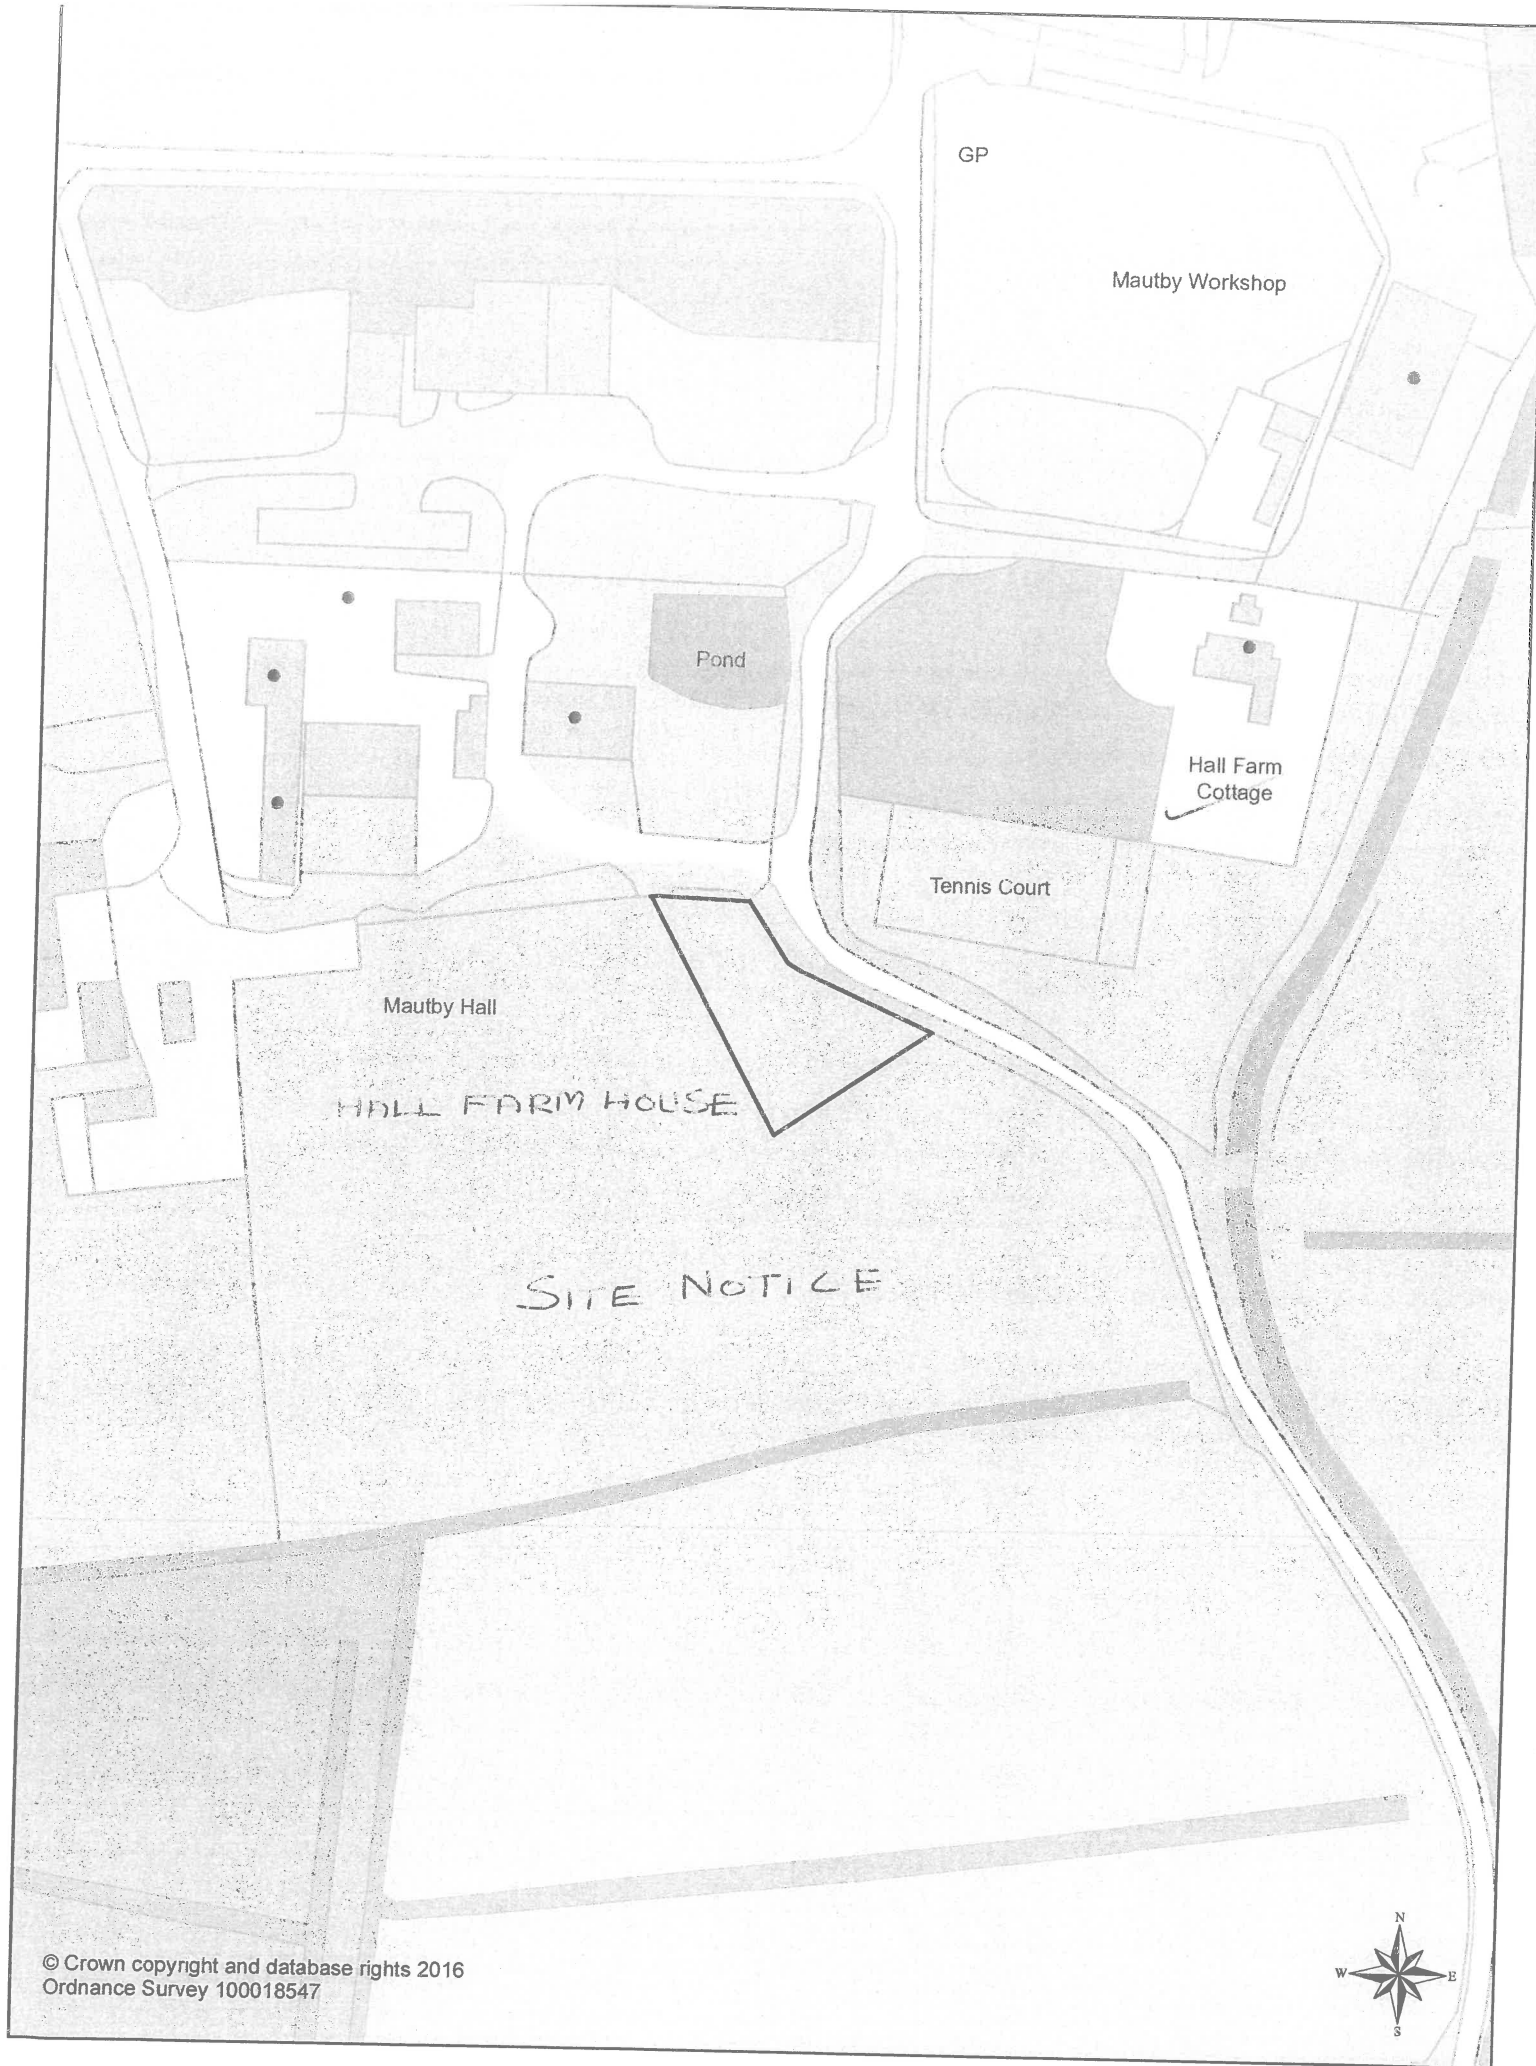 GP
Mautby Workshop
Pond
Hall Farm
Cottage
Tennis Court
Mautby Hall
HALL FARM HOUSE
SITE NOTICE
© Crown copyright and database rights 2016
Ordnance Survey 100018547
N
W
E
S